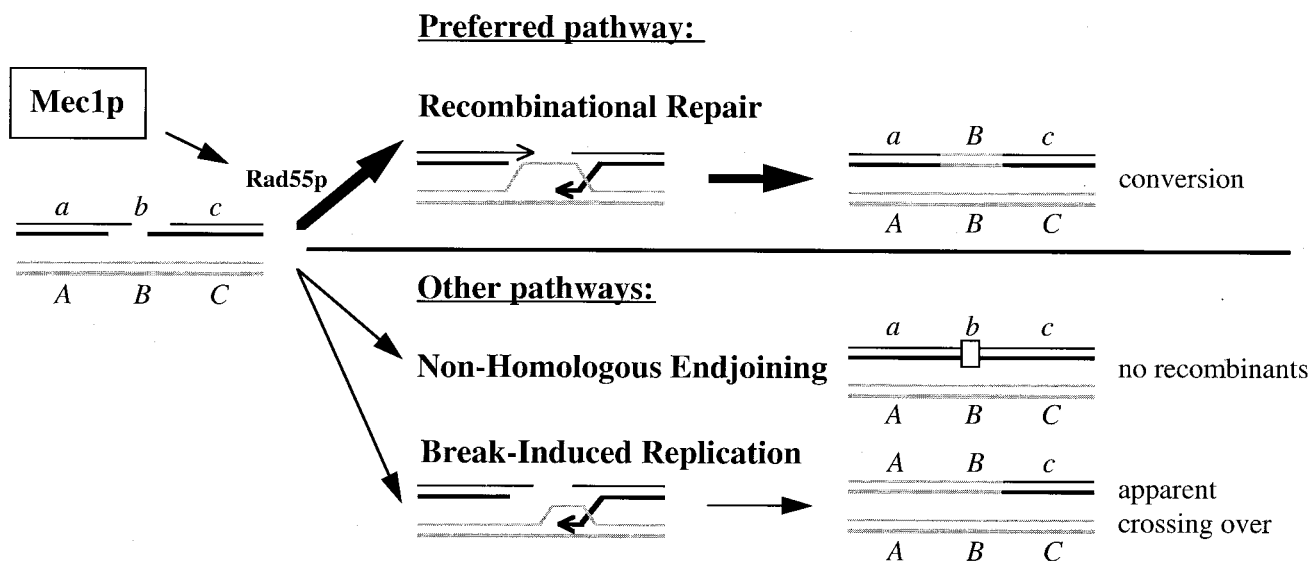 Preferred pathway:
Mec1p
Recombinational Repair
Rad55p
a b c
A B C
a B c
conversion
A B C
Other pathways:
Non-Homologous Endjoining
a b c
no recombinants
A B C
Break-Induced Replication
A B c
apparent
crossing over
A B C